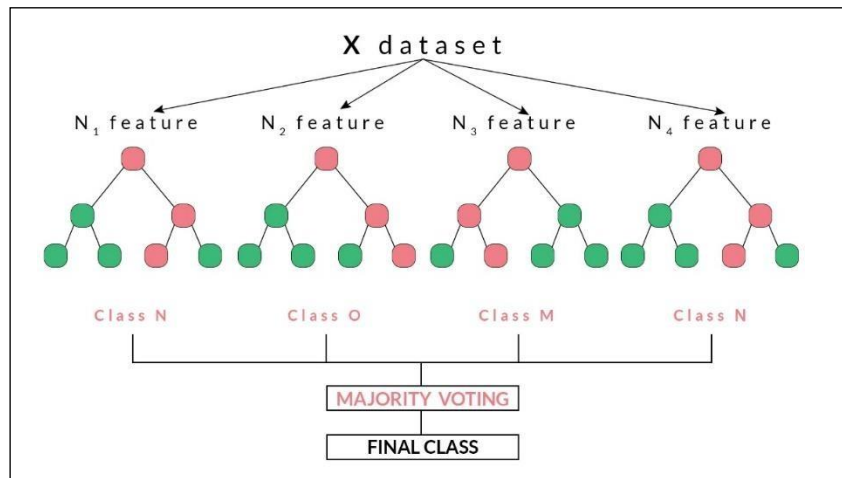 X dataset
N₁ feature N₂ feature N₃ feature N₄ feature
Class N Class O Class M Class N
MAJORITY VOTING
FINAL CLASS